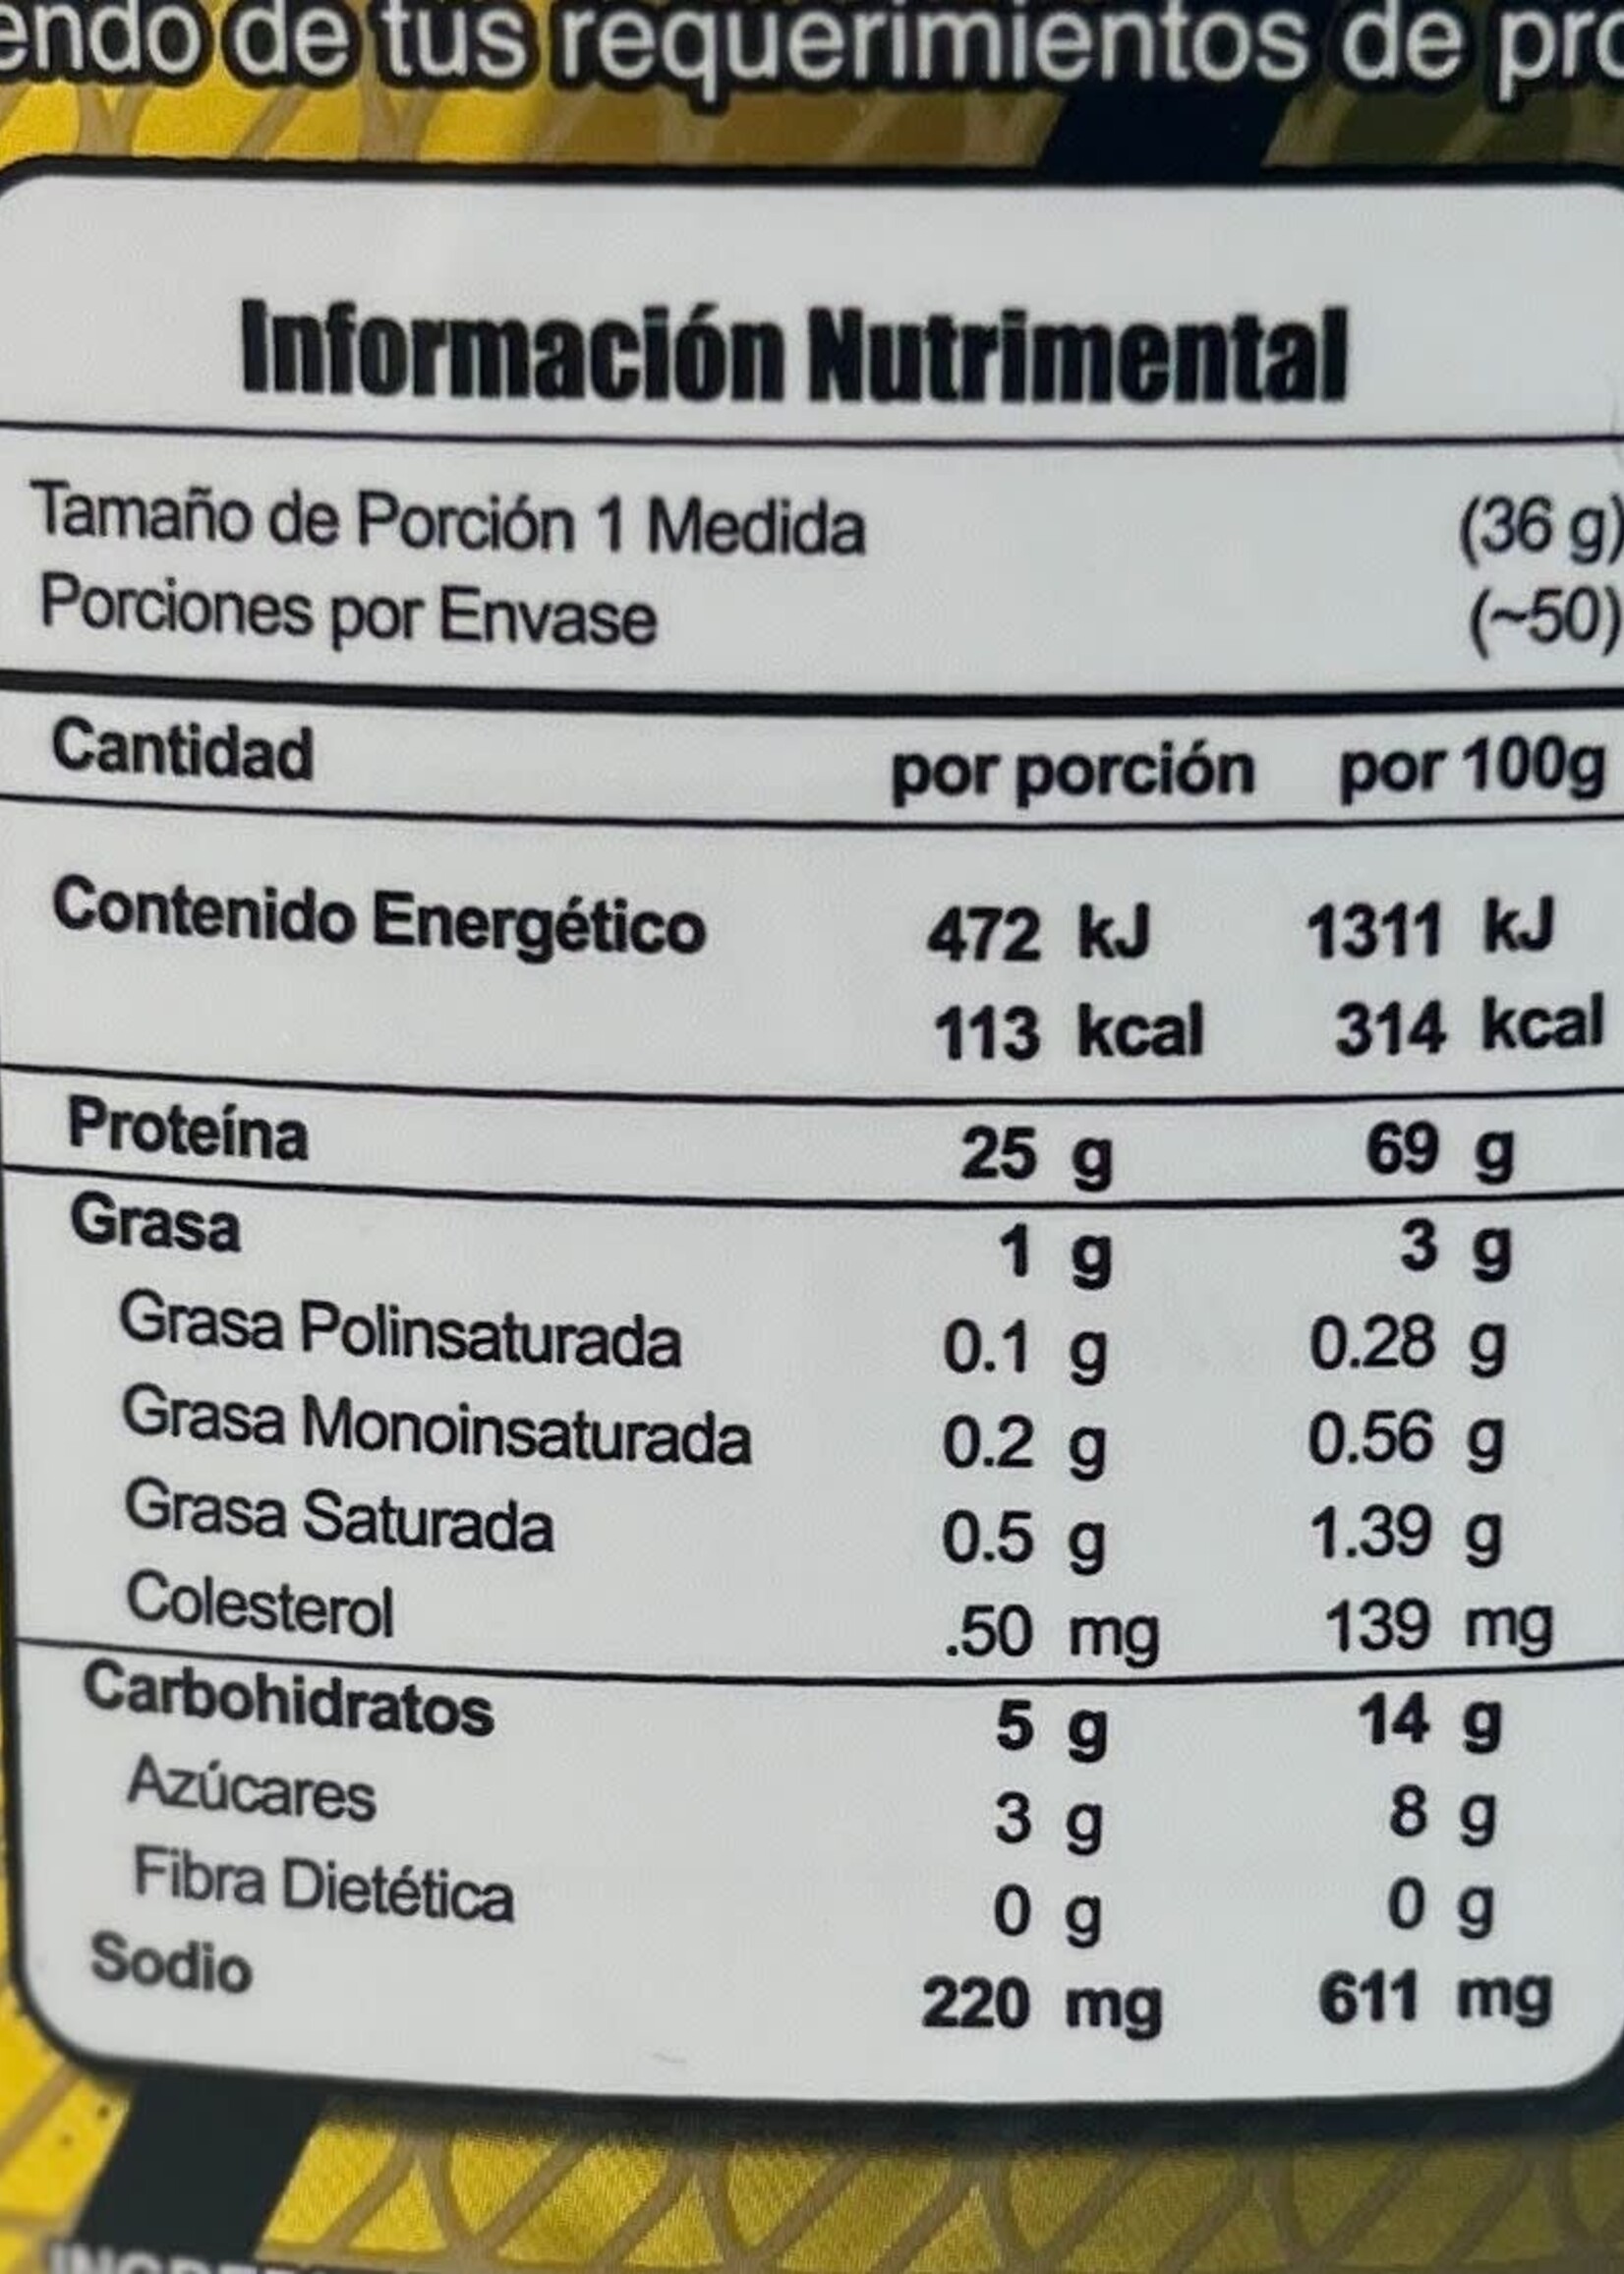 endo de tus requerimientos de pro
Información Nutrimental
Tamaño de Porción 1 Medida (36 g)
Porciones por Envase (~50)
Cantidad por porción por 100g
Contenido Energético 472 kJ 1311 kJ
113 kcal 314 kcal
Proteína 25 g 69 g
Grasa 1 g 3 g
Grasa Polinsaturada 0.1 g 0.28 g
Grasa Monoinsaturada 0.2 g 0.56 g
Grasa Saturada 0.5 g 1.39 g
Colesterol .50 mg 139 mg
Carbohidratos 5 g 14 g
Azúcares 3 g 8 g
Fibra Dietética 0 g 0 g
Sodio 220 mg 611 mg